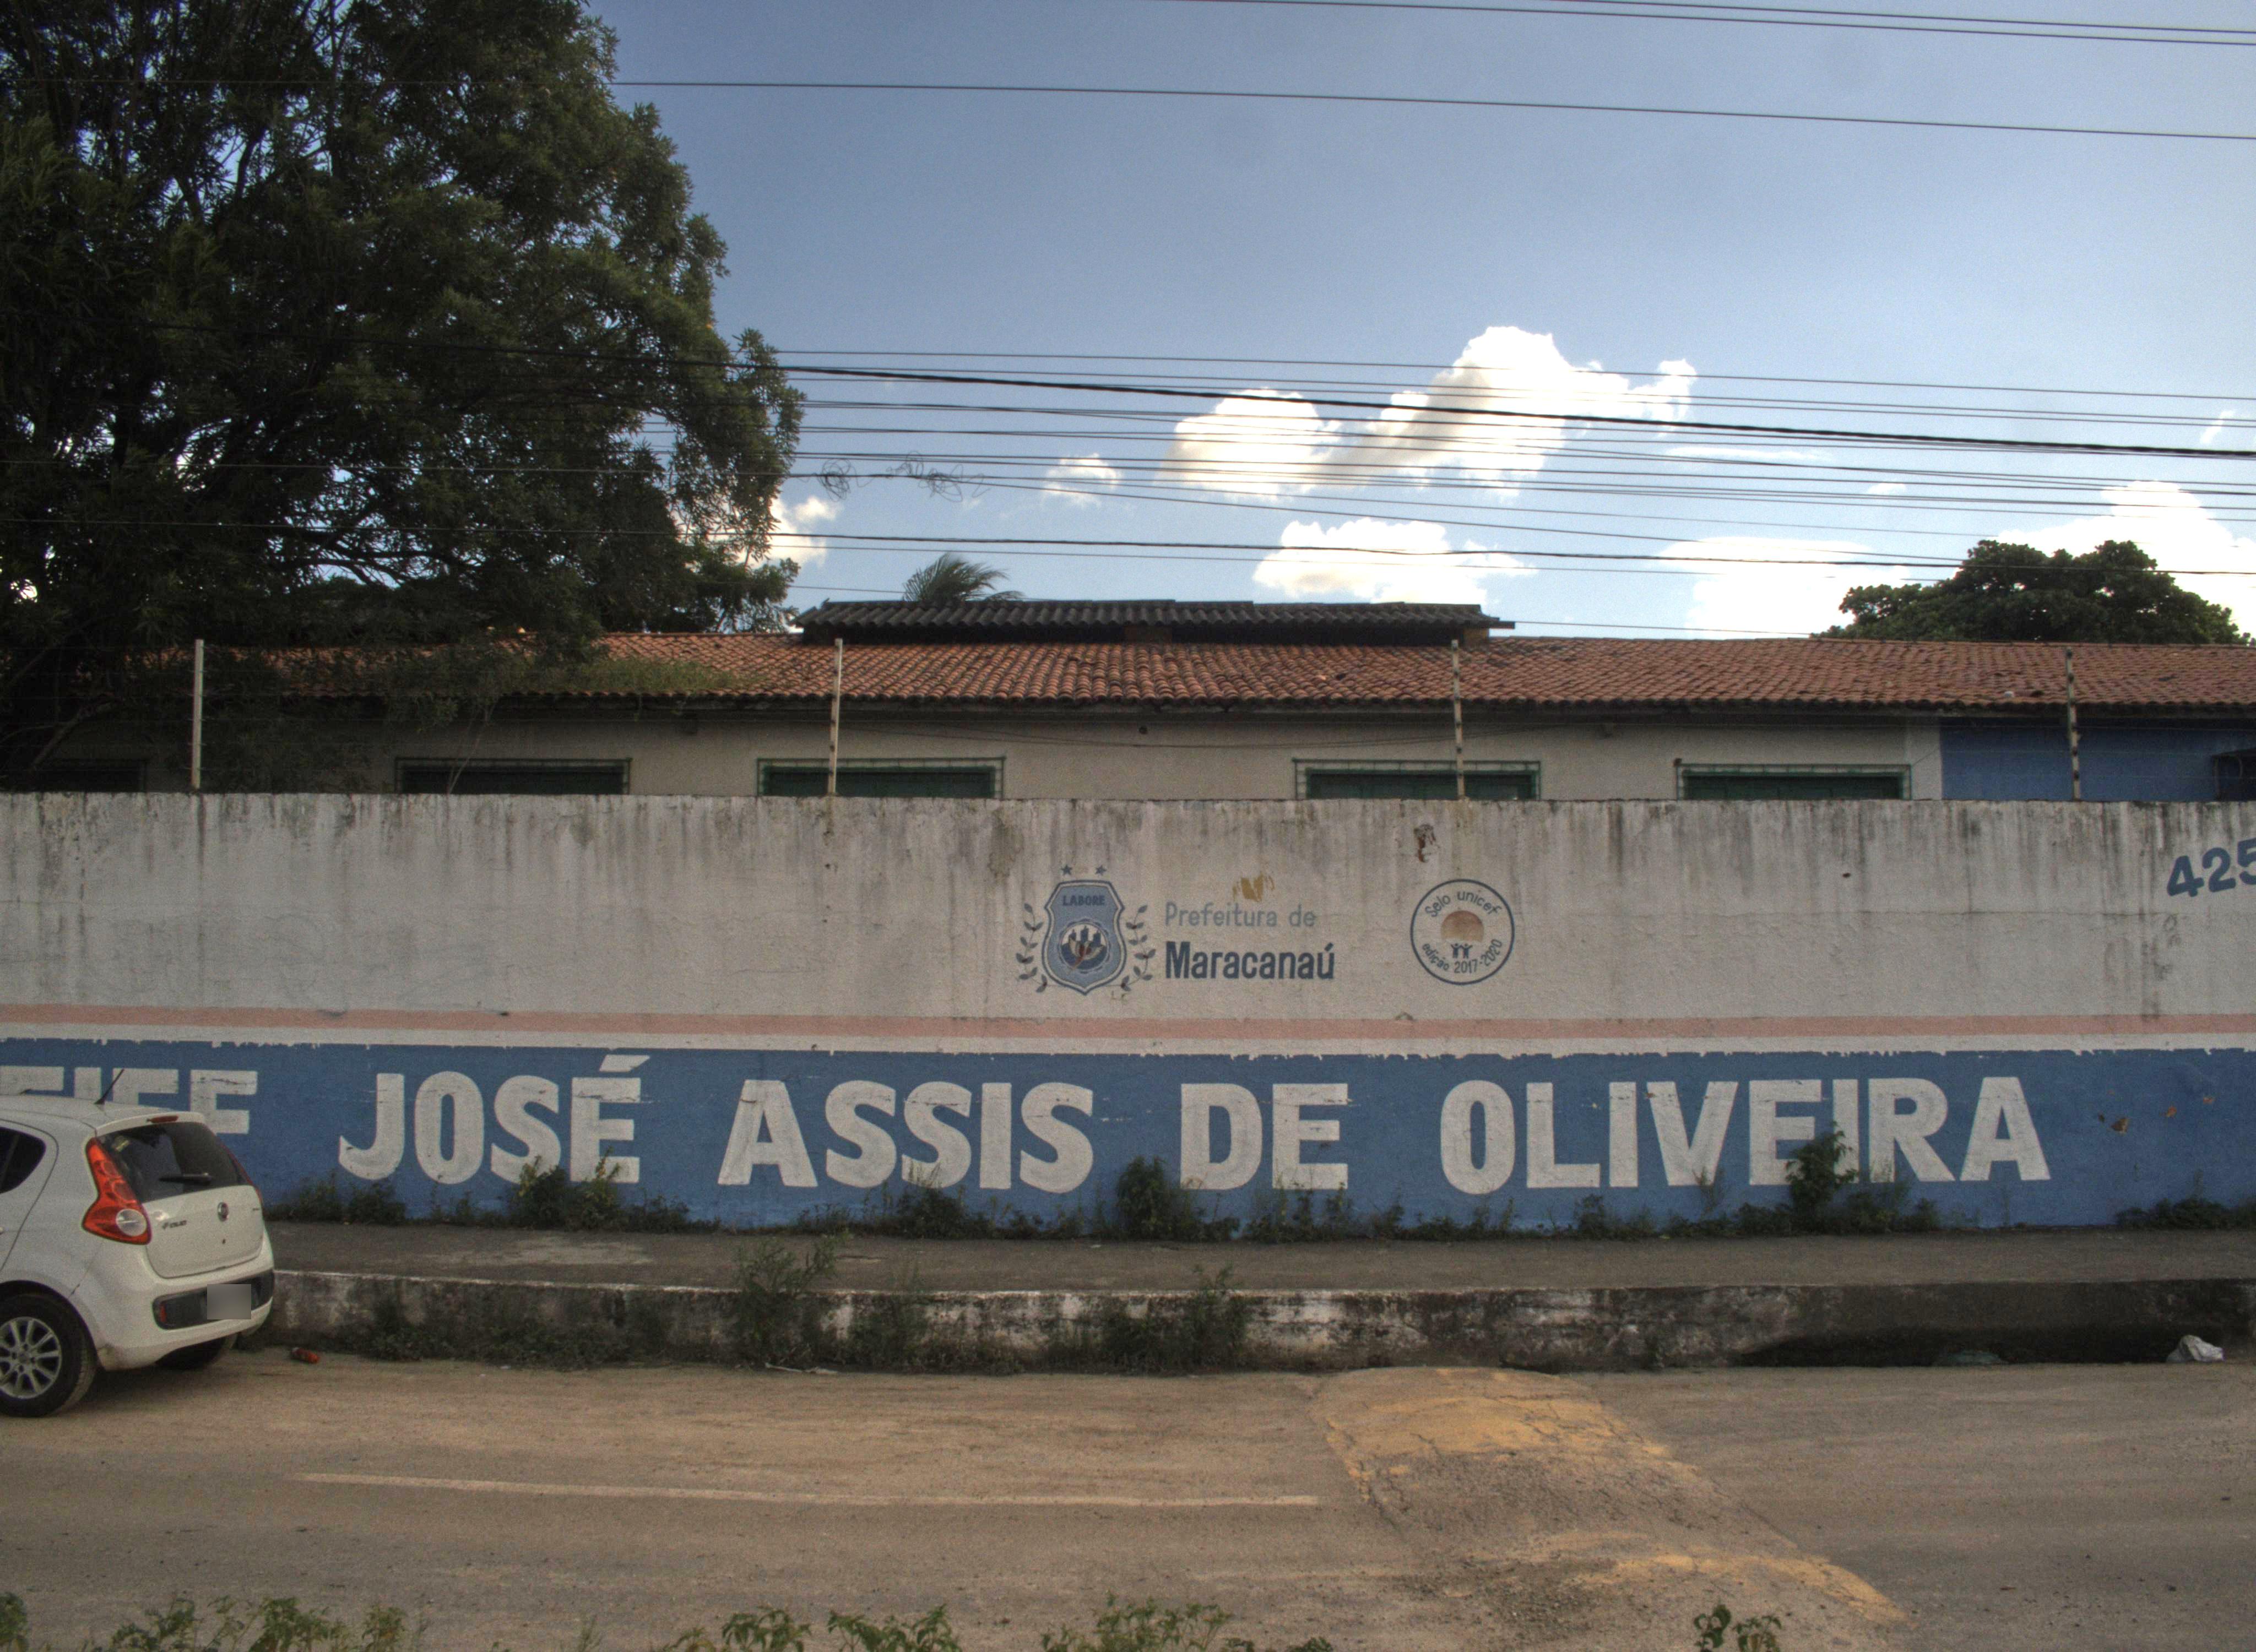 LABORE
Prefeitura de
Maracanaú
Selo unicef
edição 2017-2020
425
JOSÉ ASSIS DE OLIVEIRA